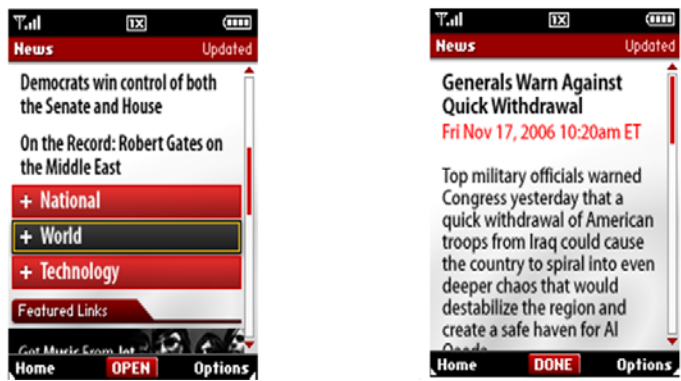 1X
News Updated
Democrats win control of both
the Senate and House
On the Record: Robert Gates on
the Middle East
+ National
+ World
+ Technology
Featured Links
Got Music From Jet
Home OPEN Options
1X
News Updated
Generals Warn Against
Quick Withdrawal
Fri Nov 17, 2006 10:20am ET
Top military officials warned
Congress yesterday that a
quick withdrawal of American
troops from Iraq could cause
the country to spiral into even
deeper chaos that would
destabilize the region and
create a safe haven for Al
Home DONE Options